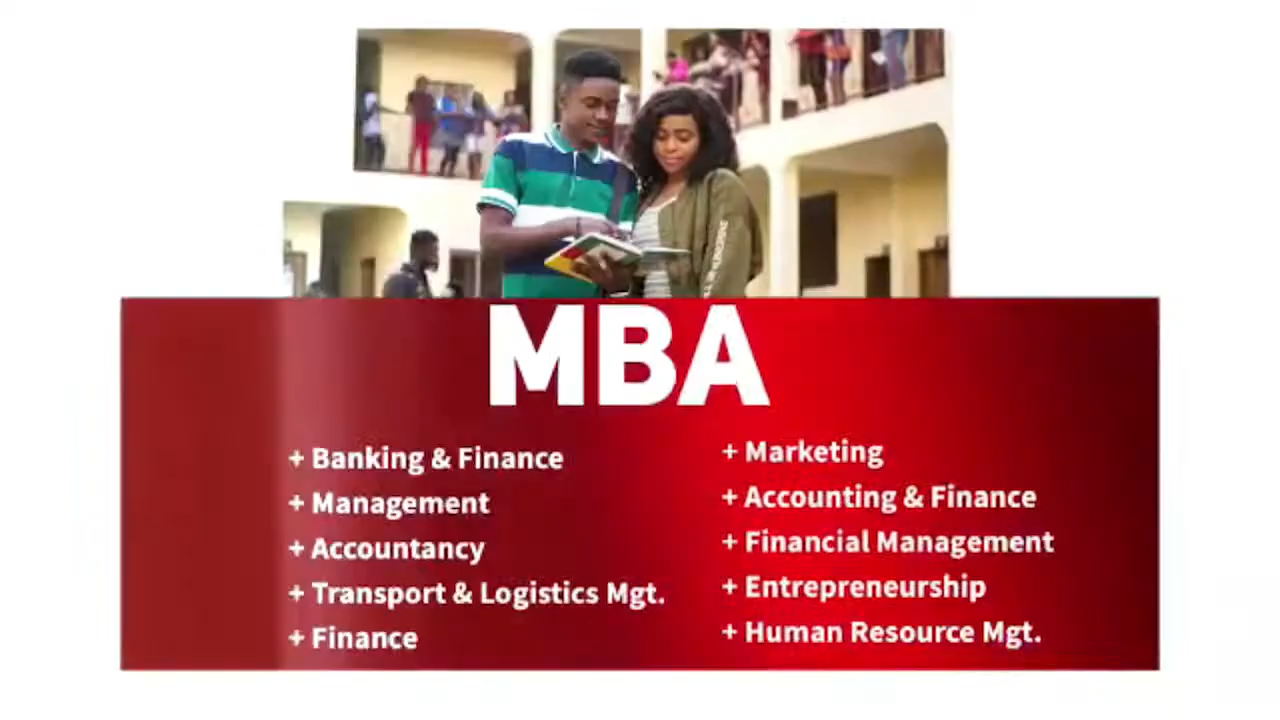 MBA
+ Banking & Finance
+ Management
+ Accountancy
+ Transport & Logistics Mgt.
+ Finance
+ Marketing
+ Accounting & Finance
+ Financial Management
+ Entrepreneurship
+ Human Resource Mgt.